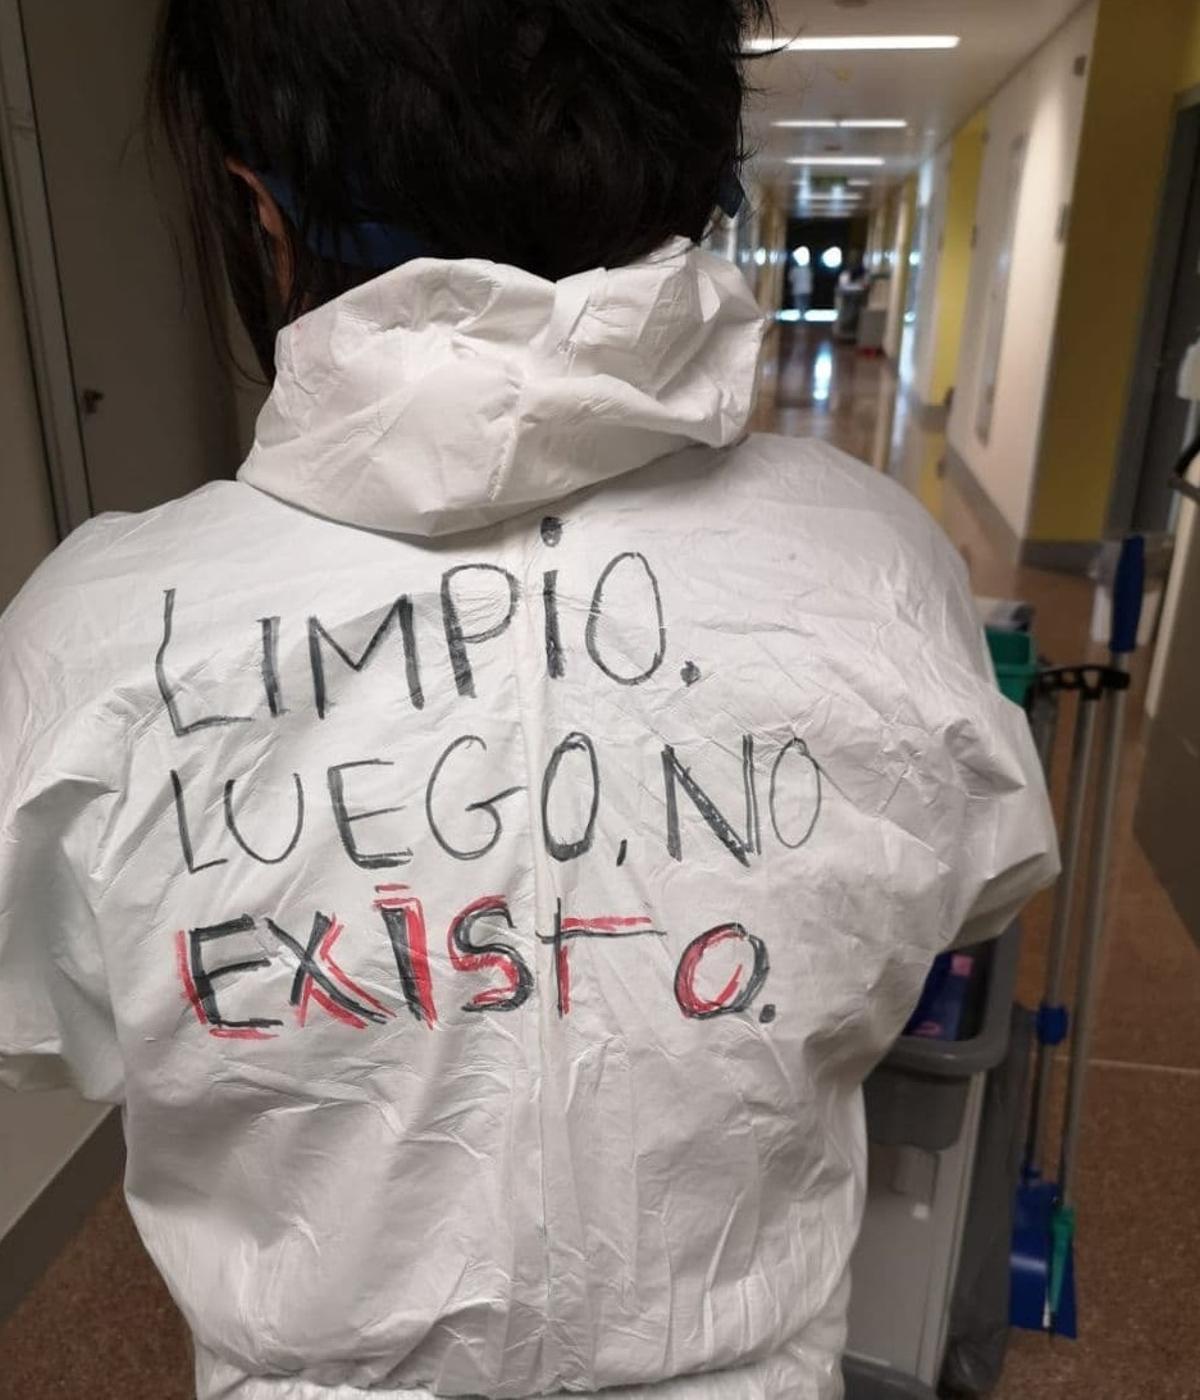 LIMPIO.
LUEGO, NO
EXISTO.